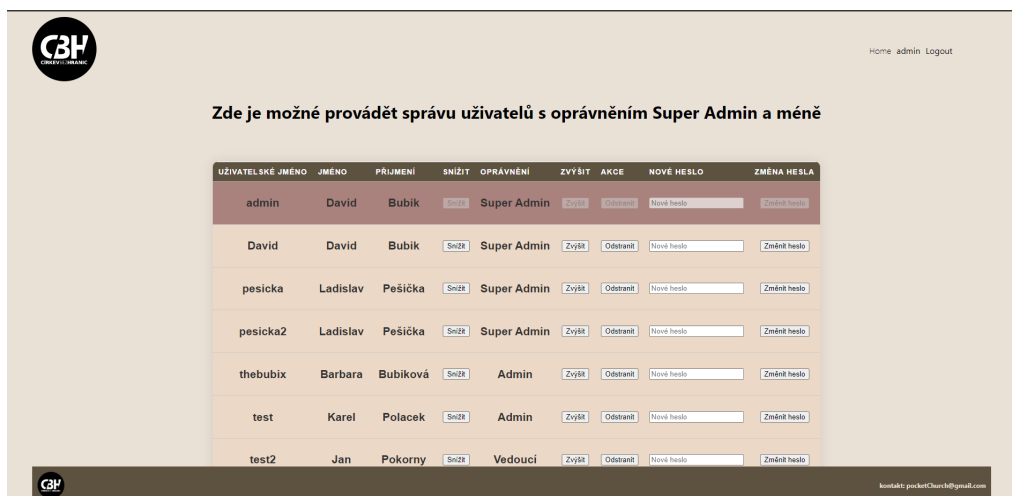 CBH
CÍRKEV BEZ HRANIC
Home admin Logout
Zde je možné provádět správu uživatelů s oprávněním Super Admin a méně
UŽIVATELSKÉ JMÉNO JMÉNO PŘIJMENÍ SNÍŽIT OPRÁVNĚNÍ ZVÝŠIT AKCE NOVÉ HESLO ZMĚNA HESLA
admin David Bubik Snížit Super Admin Zvýšit Odstranit Nové heslo Změnit heslo
David David Bubik Snížit Super Admin Zvýšit Odstranit Nové heslo Změnit heslo
pesicka Ladislav Pešička Snížit Super Admin Zvýšit Odstranit Nové heslo Změnit heslo
pesicka2 Ladislav Pešička Snížit Super Admin Zvýšit Odstranit Nové heslo Změnit heslo
thebubix Barbara Bubiková Snížit Admin Zvýšit Odstranit Nové heslo Změnit heslo
test Karel Polacek Snížit Admin Zvýšit Odstranit Nové heslo Změnit heslo
test2 Jan Pokorny Snížit Vedoucí Zvýšit Odstranit Nové heslo Změnit heslo
CBH
kontakt: pocketChurch@gmail.com